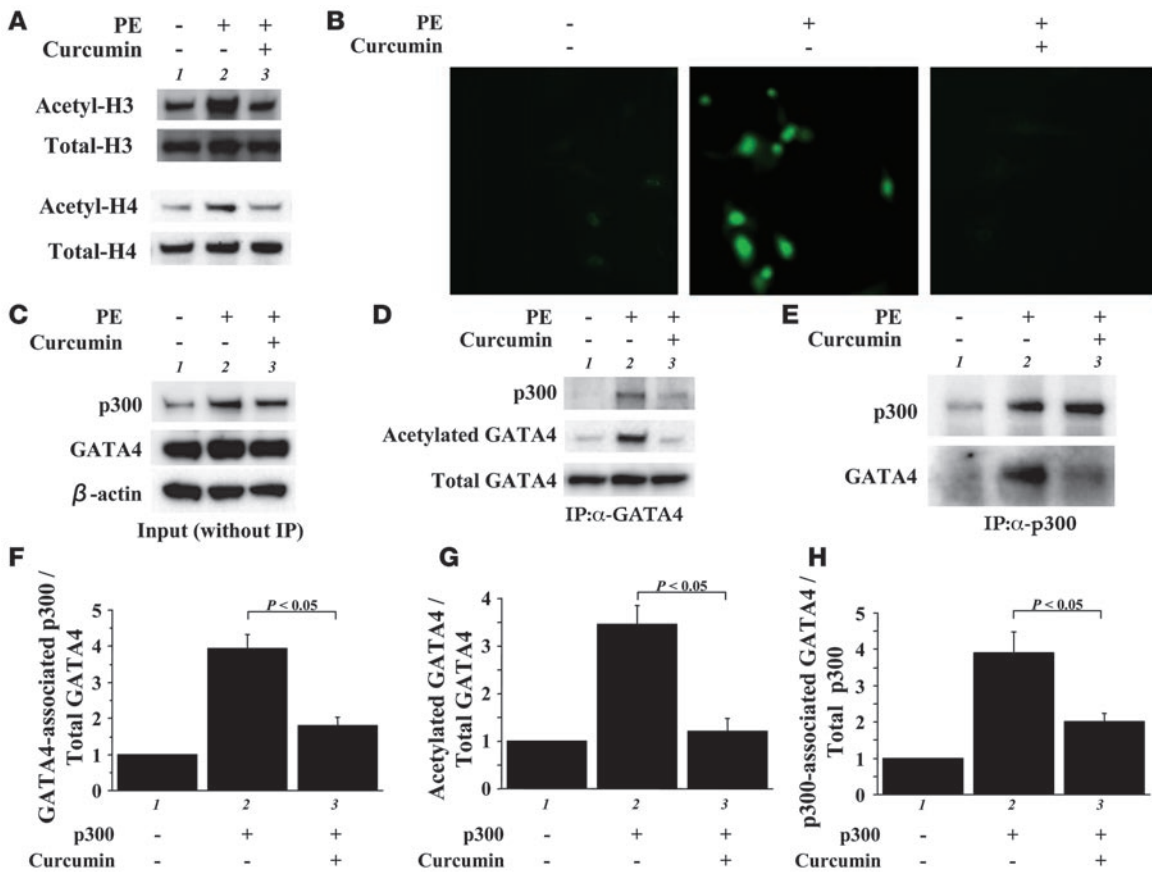 A
PE - + +
Curcumin - - +
1 2 3
Acetyl-H3
Total-H3
Acetyl-H4
Total-H4
B
PE - + +
Curcumin - - +
C
PE - + +
Curcumin - - +
1 2 3
p300
GATA4
β-actin
Input (without IP)
D
PE - + +
Curcumin - - +
1 2 3
p300
Acetylated GATA4
Total GATA4
IP:α-GATA4
E
PE - + +
Curcumin - - +
1 2 3
p300
GATA4
IP:α-p300
F
GATA4-associated p300 /
Total GATA4
5
4
3
2
1
0
P < 0.05
1 2 3
p300 - + +
Curcumin - - +
G
Acetylated GATA4 /
Total GATA4
4
3
2
1
0
P < 0.05
1 2 3
p300 - + +
Curcumin - - +
H
p300-associated GATA4 /
Total p300
5
4
3
2
1
0
P < 0.05
1 2 3
p300 - + +
Curcumin - - +